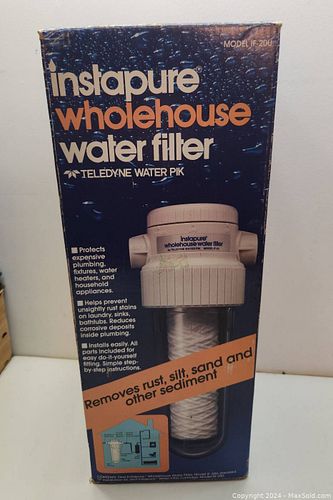 MODEL IF-20U
instapure®
wholehouse
water filter
TELEDYNE WATER PIK
instapure®
wholehouse water filter
Protects
expensive
plumbing,
fixtures, water
heaters, and
household
appliances.
Helps prevent
unsightly rust stains
on laundry, sinks,
bathtubs. Reduces
corrosive deposits
inside plumbing.
Installs easily. All
parts included for
easy do-it-yourself
fitting. Simple step-
by-step instructions.
Removes rust, silt, sand and
other sediment
Copyright 2024 - MaxSold.com